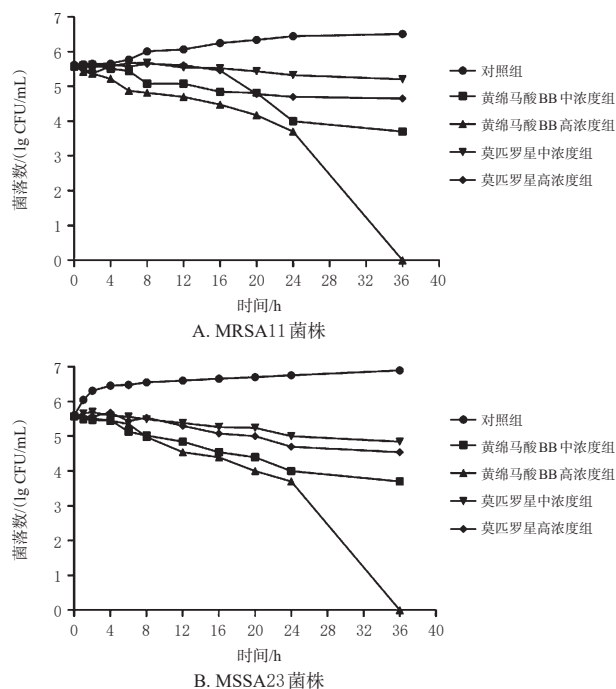 7
6
5
4
3
2
1
0
菌落数/(lg CFU/mL)
0 4 8 12 16 20 24 28 32 36 40
时间/h
对照组
黄绵马酸BB中浓度组
黄绵马酸BB高浓度组
莫匹罗星中浓度组
莫匹罗星高浓度组
A. MRSA11菌株
7
6
5
4
3
2
1
0
菌落数/(lg CFU/mL)
0 4 8 12 16 20 24 28 32 36 40
时间/h
对照组
黄绵马酸BB中浓度组
黄绵马酸BB高浓度组
莫匹罗星中浓度组
莫匹罗星高浓度组
B. MSSA23菌株